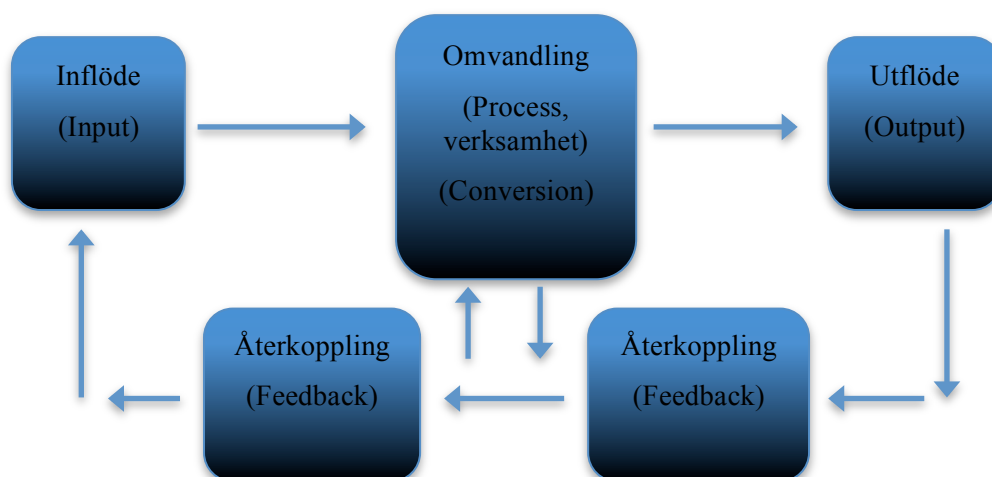 Inflöde
(Input)
Omvandling
(Process,
verksamhet)
(Conversion)
Utflöde
(Output)
Återkoppling
(Feedback)
Återkoppling
(Feedback)